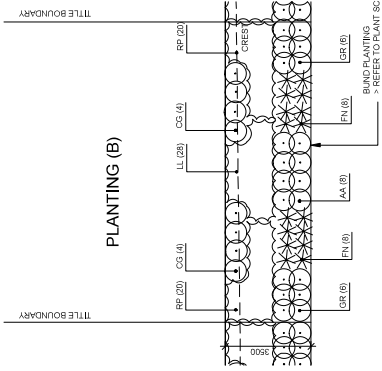 TITLE BOUNDARY
TITLE BOUNDARY
PLANTING (B)
RP (20)
CG (4)
LL (28)
CG (4)
RP (20)
CREST
3500
GR (6)
FN (8)
AA (8)
FN (8)
GR (6)
BUND PLANTING
> REFER TO PLANT SC